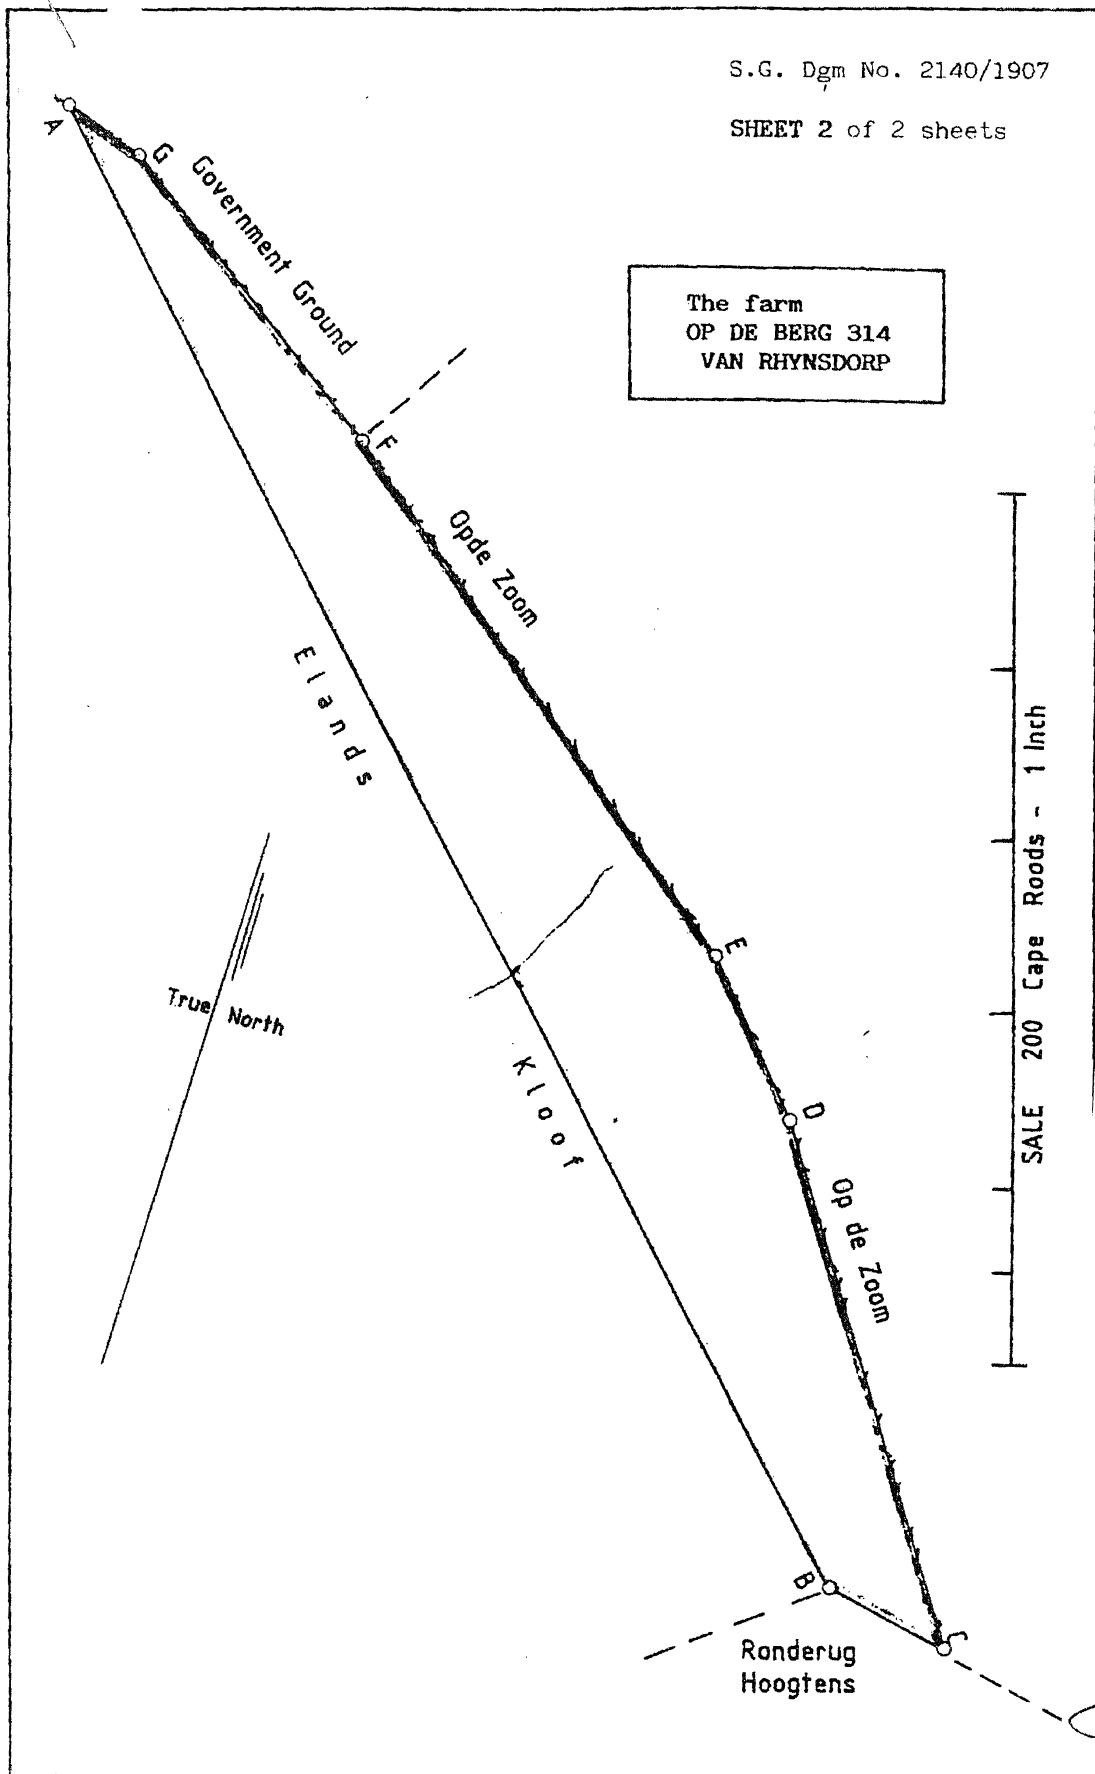 S.G. Dgm No. 2140/1907
SHEET 2 of 2 sheets
A
G
Government Ground
The farm
OP DE BERG 314
VAN RHYNSDORP
F
Opde Zoom
Elands
E
SALE 200 Cape Roods - 1 Inch
True North
Kloof
D
Op de Zoom
B
C
Randerug
Hoogtens